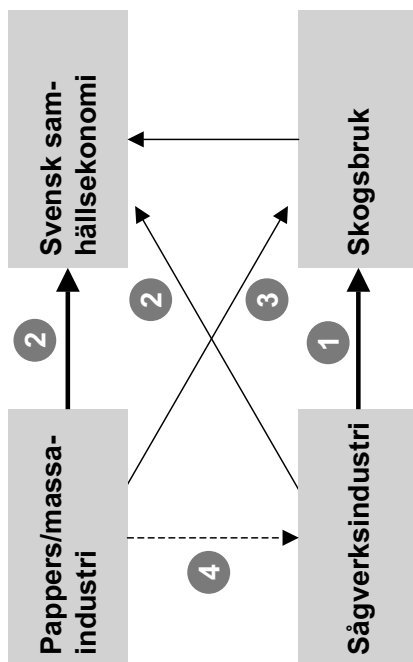 Pappers/massa-
industri
2
Svensk sam-
hällsekonomi
4
2
3
Sågverksindustri
1
Skogsbruk